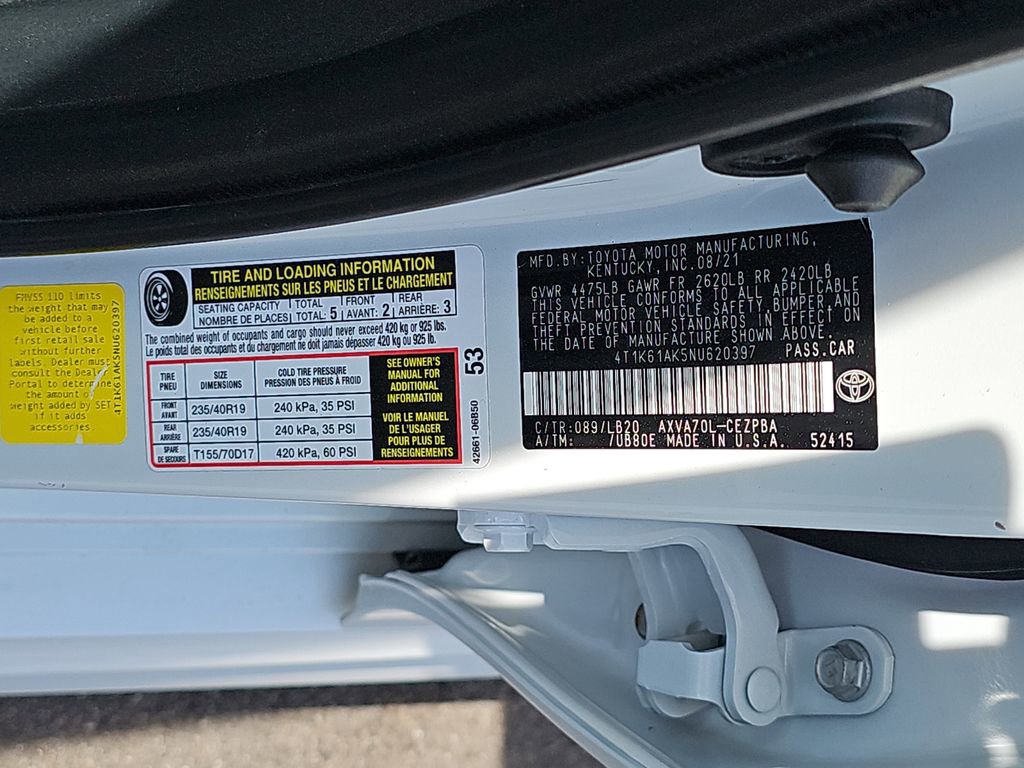 FMVSS 110 limits
the weight that may
be added to a
vehicle before
first retail sale
without further
labels. Dealer must
consult the Dealer
Portal to determine
the amount of
weight added by SET
if it adds
accessories.
4T1K61AK5NU620397
TIRE AND LOADING INFORMATION
RENSEIGNEMENTS SUR LES PNEUS ET LE CHARGEMENT
SEATING CAPACITY TOTAL FRONT REAR
NOMBRE DE PLACES TOTAL: 5 AVANT: 2 ARRIÈRE: 3
The combined weight of occupants and cargo should never exceed 420 kg or 925 lbs.
Le poids total des occupants et du chargement ne doit jamais dépasser 420 kg ou 925 lb.
TIRE SIZE COLD TIRE PRESSURE
PNEU DIMENSIONS PRESSION DES PNEUS À FROID
FRONT
AVANT 235/40R19 240 kPa, 35 PSI
REAR
ARRIÈRE 235/40R19 240 kPa, 35 PSI
SPARE
DE SECOURS T155/70D17 420 kPa, 60 PSI
SEE OWNER'S
MANUAL FOR
ADDITIONAL
INFORMATION
VOIR LE MANUEL
DE L'USAGER
POUR PLUS DE
RENSEIGNEMENTS
53
42661-06B50
MFD.BY:TOYOTA MOTOR MANUFACTURING,
KENTUCKY, INC.08/21
GVWR 4475LB GAWR FR 2620LB RR 2420LB
THIS VEHICLE CONFORMS TO ALL APPLICABLE
FEDERAL MOTOR VEHICLE SAFETY, BUMPER, AND
THEFT PREVENTION STANDARDS IN EFFECT ON
THE DATE OF MANUFACTURE SHOWN ABOVE.
4T1K61AK5NU620397 PASS.CAR
C/TR:089/LB20 AXVA70L-CEZPBA
A/TM: /UB80E MADE IN U.S.A. 52415